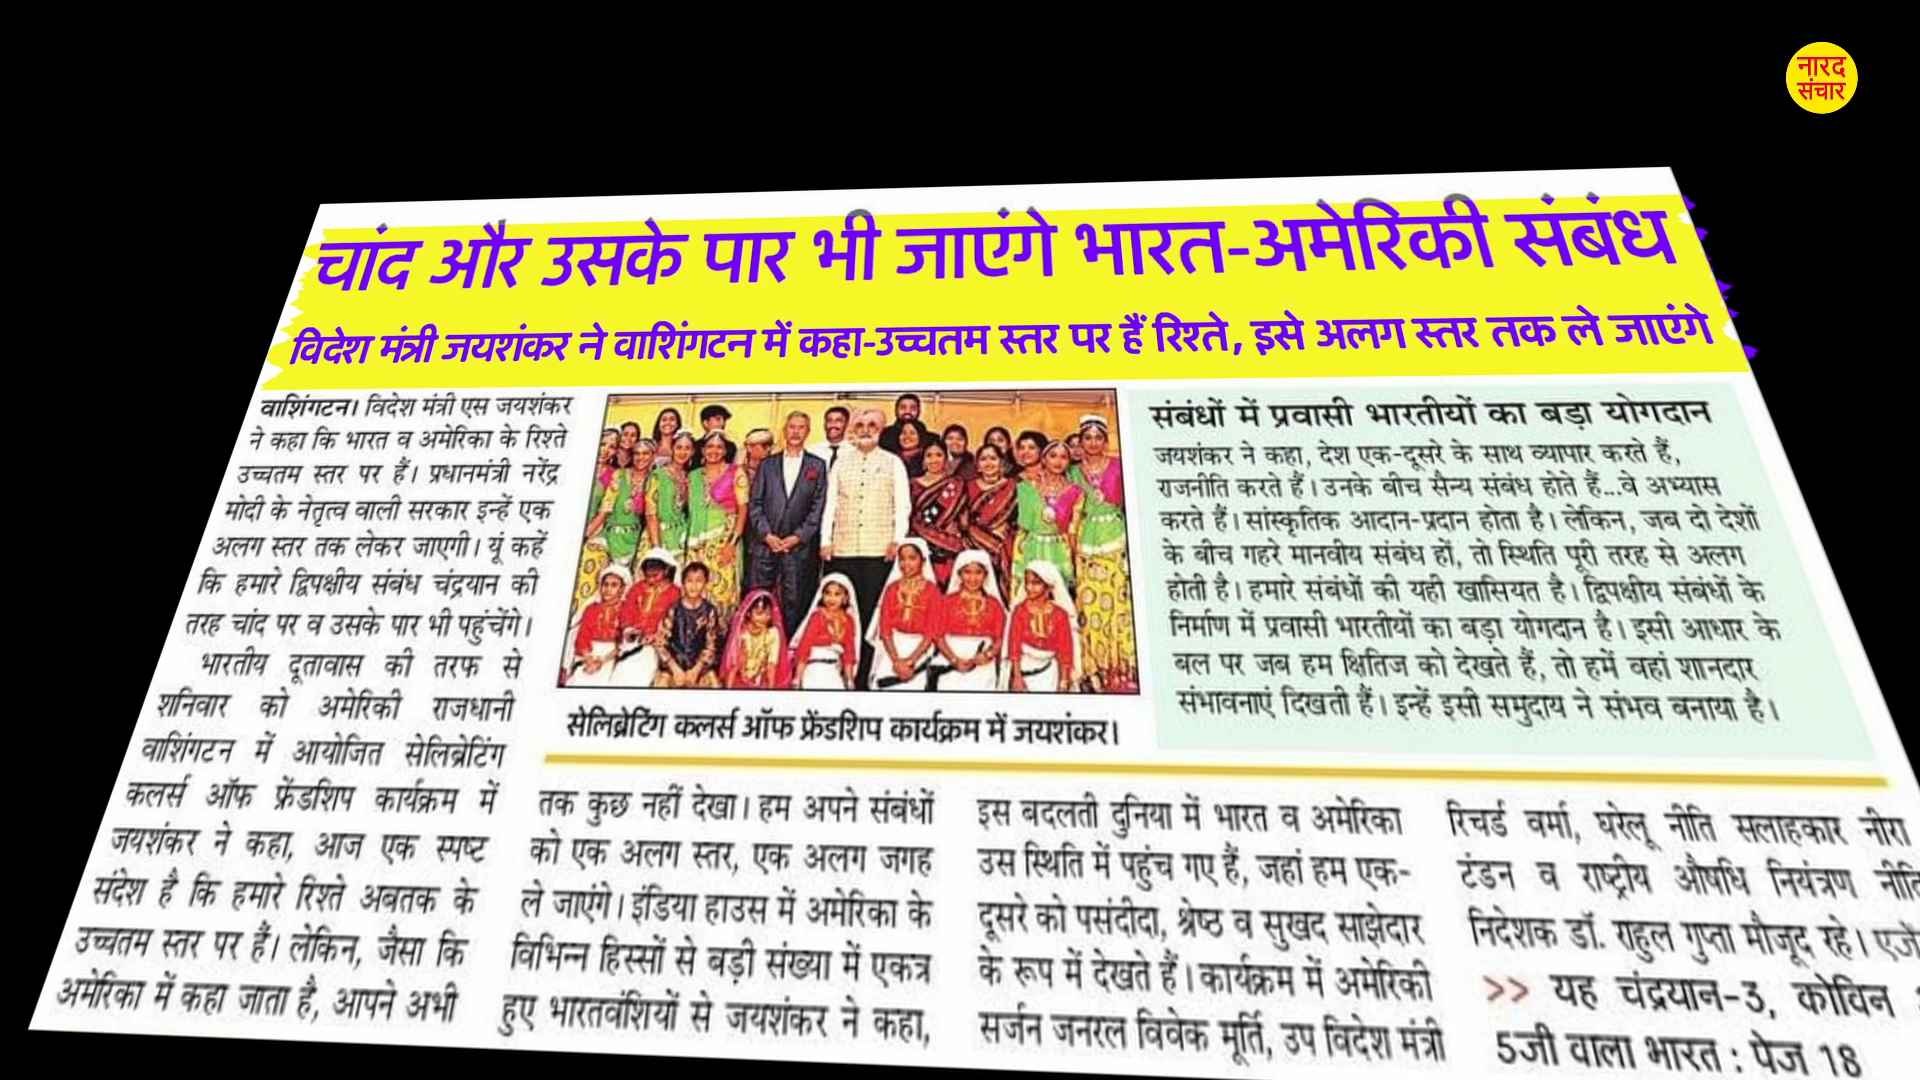 नारद
संचार
चांद और उसके पार भी जाएंगे भारत-अमेरिकी संबंध
विदेश मंत्री जयशंकर ने वाशिंगटन में कहा-उच्चतम स्तर पर हैं रिश्ते, इसे अलग स्तर तक ले जाएंगे
वाशिंगटन। विदेश मंत्री एस जयशंकर
ने कहा कि भारत व अमेरिका के रिश्ते
उच्चतम स्तर पर हैं। प्रधानमंत्री नरेंद्र
मोदी के नेतृत्व वाली सरकार इन्हें एक
अलग स्तर तक लेकर जाएगी। यूं कहें
कि हमारे द्विपक्षीय संबंध चंद्रयान की
तरह चांद पर व उसके पार भी पहुंचेंगे।
भारतीय दूतावास की तरफ से
शनिवार को अमेरिकी राजधानी
वाशिंगटन में आयोजित सेलिब्रेटिंग
कलर्स ऑफ फ्रेंडशिप कार्यक्रम में
जयशंकर ने कहा, आज एक स्पष्ट
संदेश है कि हमारे रिश्ते अबतक के
उच्चतम स्तर पर हैं। लेकिन, जैसा कि
अमेरिका में कहा जाता है, आपने अभी
सेलिब्रेटिंग कलर्स ऑफ फ्रेंडशिप कार्यक्रम में जयशंकर।
तक कुछ नहीं देखा। हम अपने संबंधों
को एक अलग स्तर, एक अलग जगह
ले जाएंगे। इंडिया हाउस में अमेरिका के
विभिन्न हिस्सों से बड़ी संख्या में एकत्र
हुए भारतवंशियों से जयशंकर ने कहा,
इस बदलती दुनिया में भारत व अमेरिका
उस स्थिति में पहुंच गए हैं, जहां हम एक-
दूसरे को पसंदीदा, श्रेष्ठ व सुखद साझेदार
के रूप में देखते हैं। कार्यक्रम में अमेरिकी
सर्जन जनरल विवेक मूर्ति, उप विदेश मंत्री
रिचर्ड वर्मा, घरेलू नीति सलाहकार नीरा
टंडन व राष्ट्रीय औषधि नियंत्रण नीति
निदेशक डॉ. राहुल गुप्ता मौजूद रहे।
>> यह चंद्रयान-3, कोविन
5जी वाला भारत : पेज 18
संबंधों में प्रवासी भारतीयों का बड़ा योगदान
जयशंकर ने कहा, देश एक-दूसरे के साथ व्यापार करते हैं,
राजनीति करते हैं। उनके बीच सैन्य संबंध होते हैं...वे अभ्यास
करते हैं। सांस्कृतिक आदान-प्रदान होता है। लेकिन, जब दो देशों
के बीच गहरे मानवीय संबंध हों, तो स्थिति पूरी तरह से अलग
होती है। हमारे संबंधों की यही खासियत है। द्विपक्षीय संबंधों के
निर्माण में प्रवासी भारतीयों का बड़ा योगदान है। इसी आधार के
बल पर जब हम क्षितिज को देखते हैं, तो हमें वहां शानदार
संभावनाएं दिखती हैं। इन्हें इसी समुदाय ने संभव बनाया है।